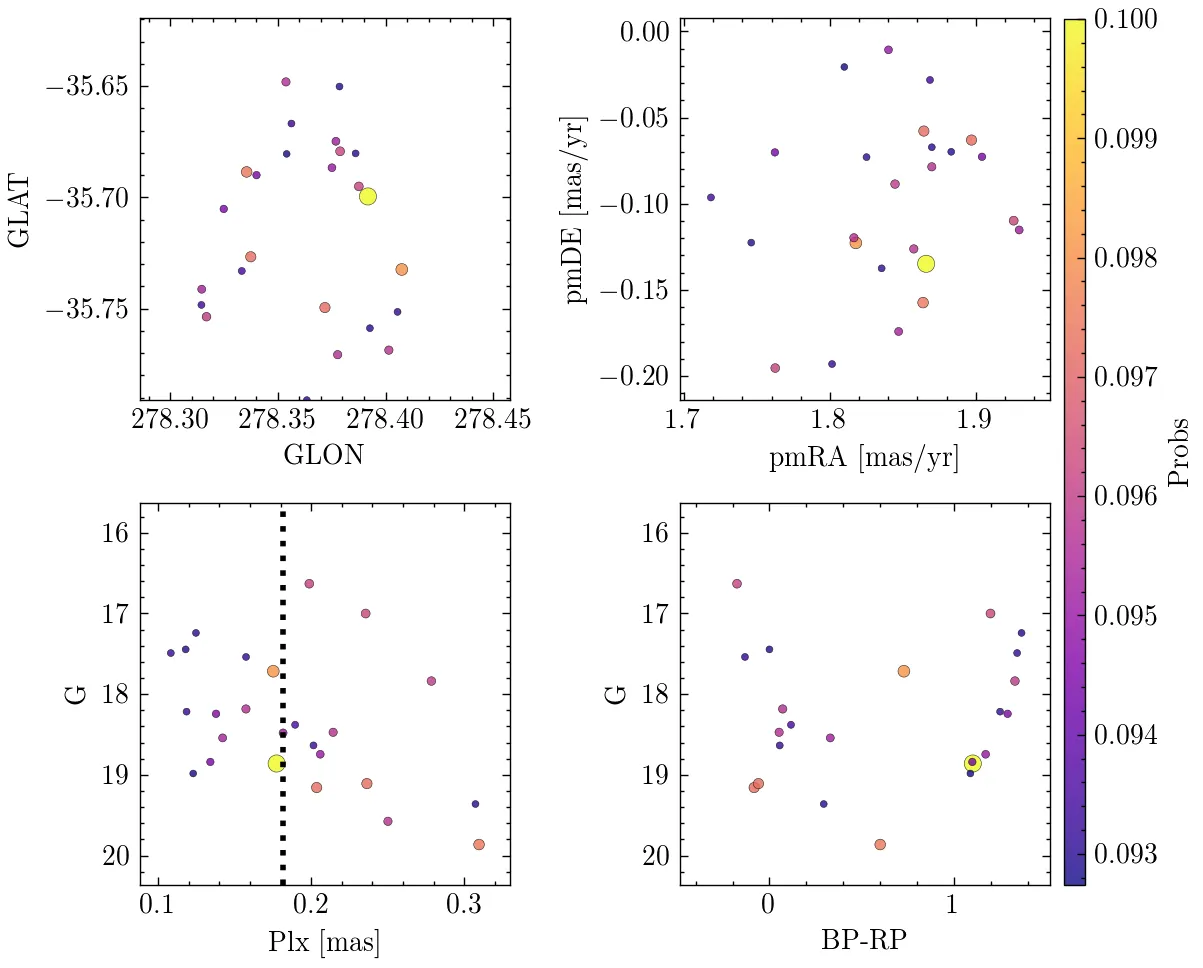 −35.65
−35.70
−35.75
GLAT
278.30 278.35 278.40 278.45
GLON
0.00
−0.05
−0.10
−0.15
−0.20
pmDE [mas/yr]
1.7 1.8 1.9
pmRA [mas/yr]
16
17
18
19
20
G
0.1 0.2 0.3
Plx [mas]
16
17
18
19
20
G
0 1
BP-RP
0.100
0.099
0.098
0.097
0.096
0.095
0.094
0.093
Probs